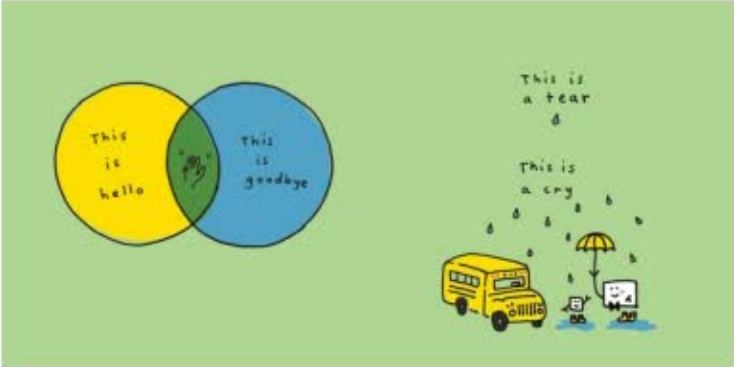 This
is
hello
This
is
goodbye
This is
a tear
This is
a cry